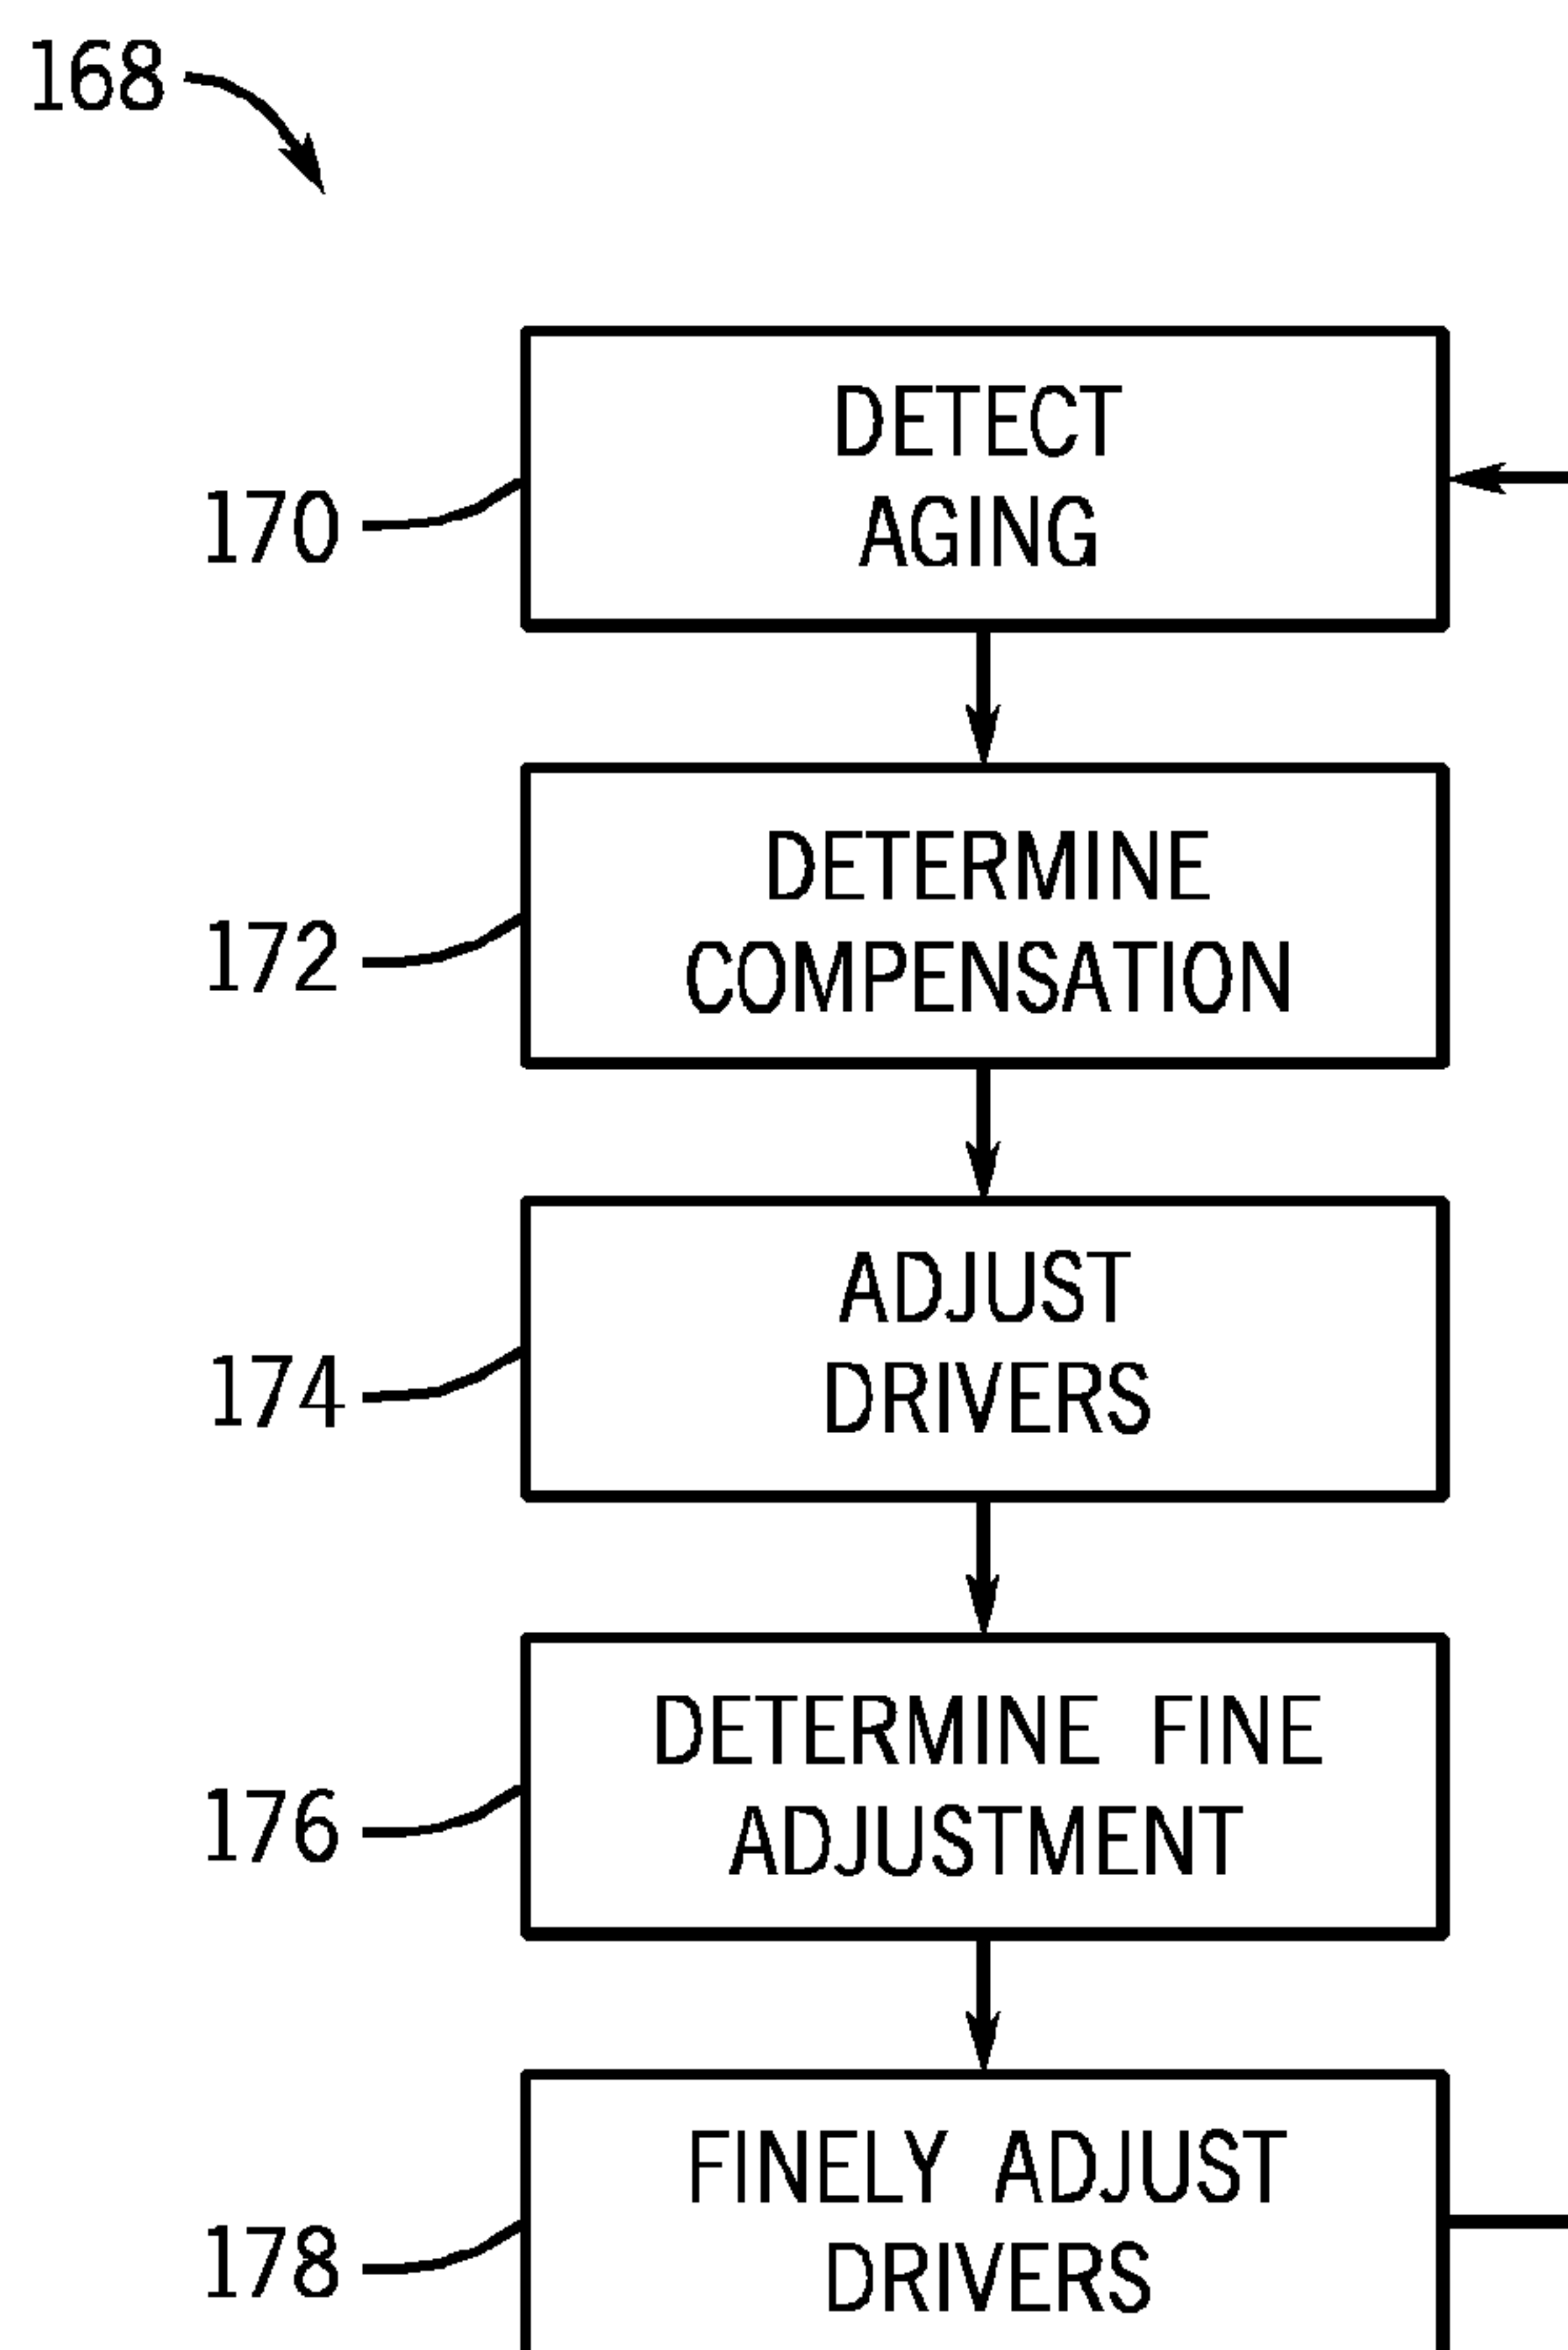 168
DETECT
AGING
170
DETERMINE
COMPENSATION
172
ADJUST
DRIVERS
174
DETERMINE FINE
ADJUSTMENT
176
FINELY ADJUST
DRIVERS
178